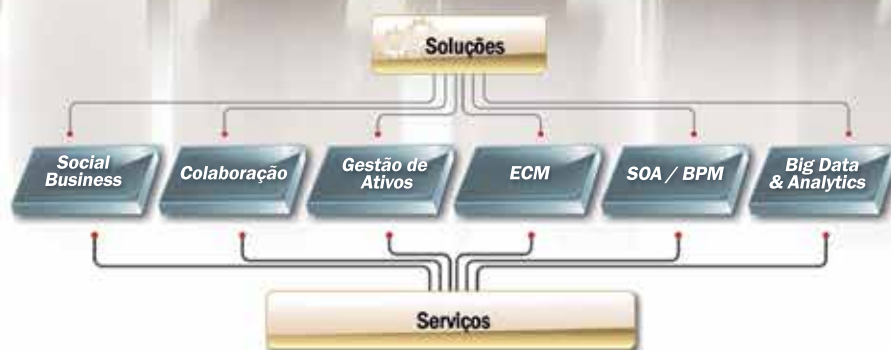 Soluções
Social
Business
Colaboração
Gestão de
Ativos
ECM
SOA / BPM
Big Data
& Analytics
Serviços